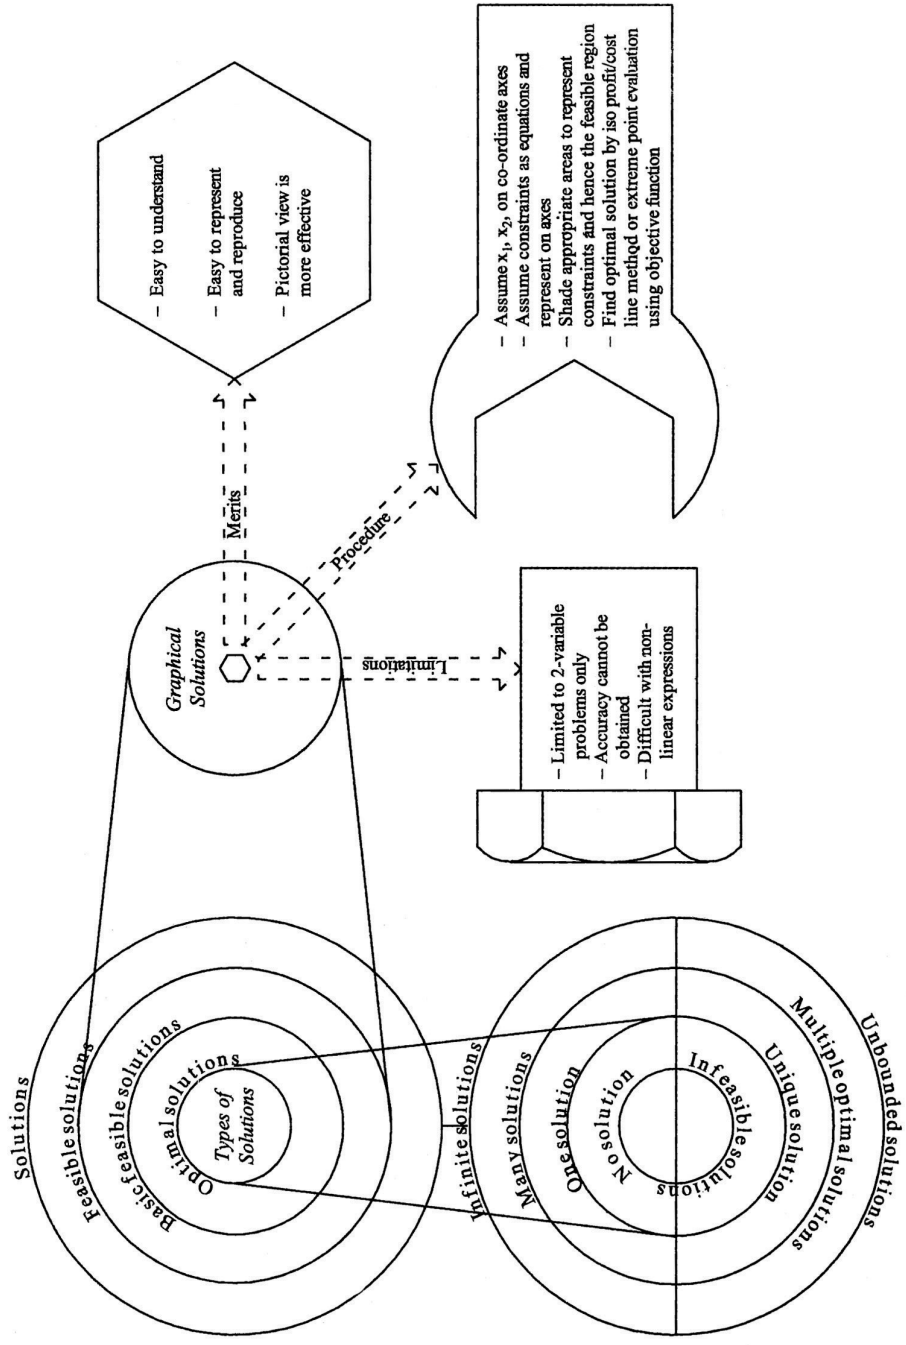 Solutions
Feasible solutions
Basic feasible solutions
Optimal solutions
Types of
Solutions
Graphical
Solutions
Merits
Procedure
Limitations
– Easy to understand
– Easy to represent
and reproduce
– Pictorial view is
more effective
– Assume x₁, x₂, on co-ordinate axes
– Assume constraints as equations and
represent on axes
– Shade appropriate areas to represent
constraints and hence the feasible region
– Find optimal solution by iso profit/cost
line method or extreme point evaluation
using objective function
– Limited to 2-variable
problems only
– Accuracy cannot be
obtained
– Difficult with non-
linear expressions
Infinite solutions
Many solutions
One solution
No solution
Infeasible solutions
Unique solution
Multiple optimal solutions
Unbounded solutions